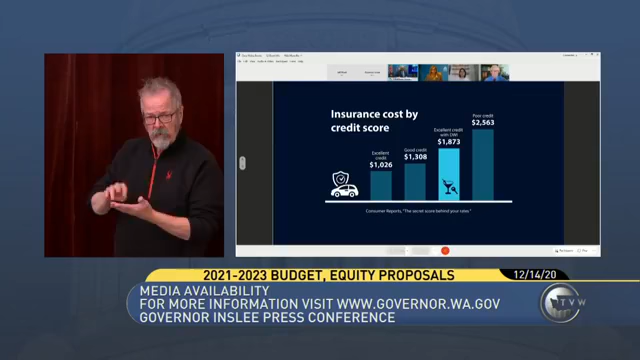 Insurance cost by
credit score
Excellent
credit
$1,026
Good credit
$1,308
Excellent credit
with DWI
$1,873
Poor credit
$2,563
Consumer Reports, "The secret score behind your rates"
2021-2023 BUDGET, EQUITY PROPOSALS
12/14/20
MEDIA AVAILABILITY
FOR MORE INFORMATION VISIT WWW.GOVERNOR.WA.GOV
GOVERNOR INSLEE PRESS CONFERENCE
TVW